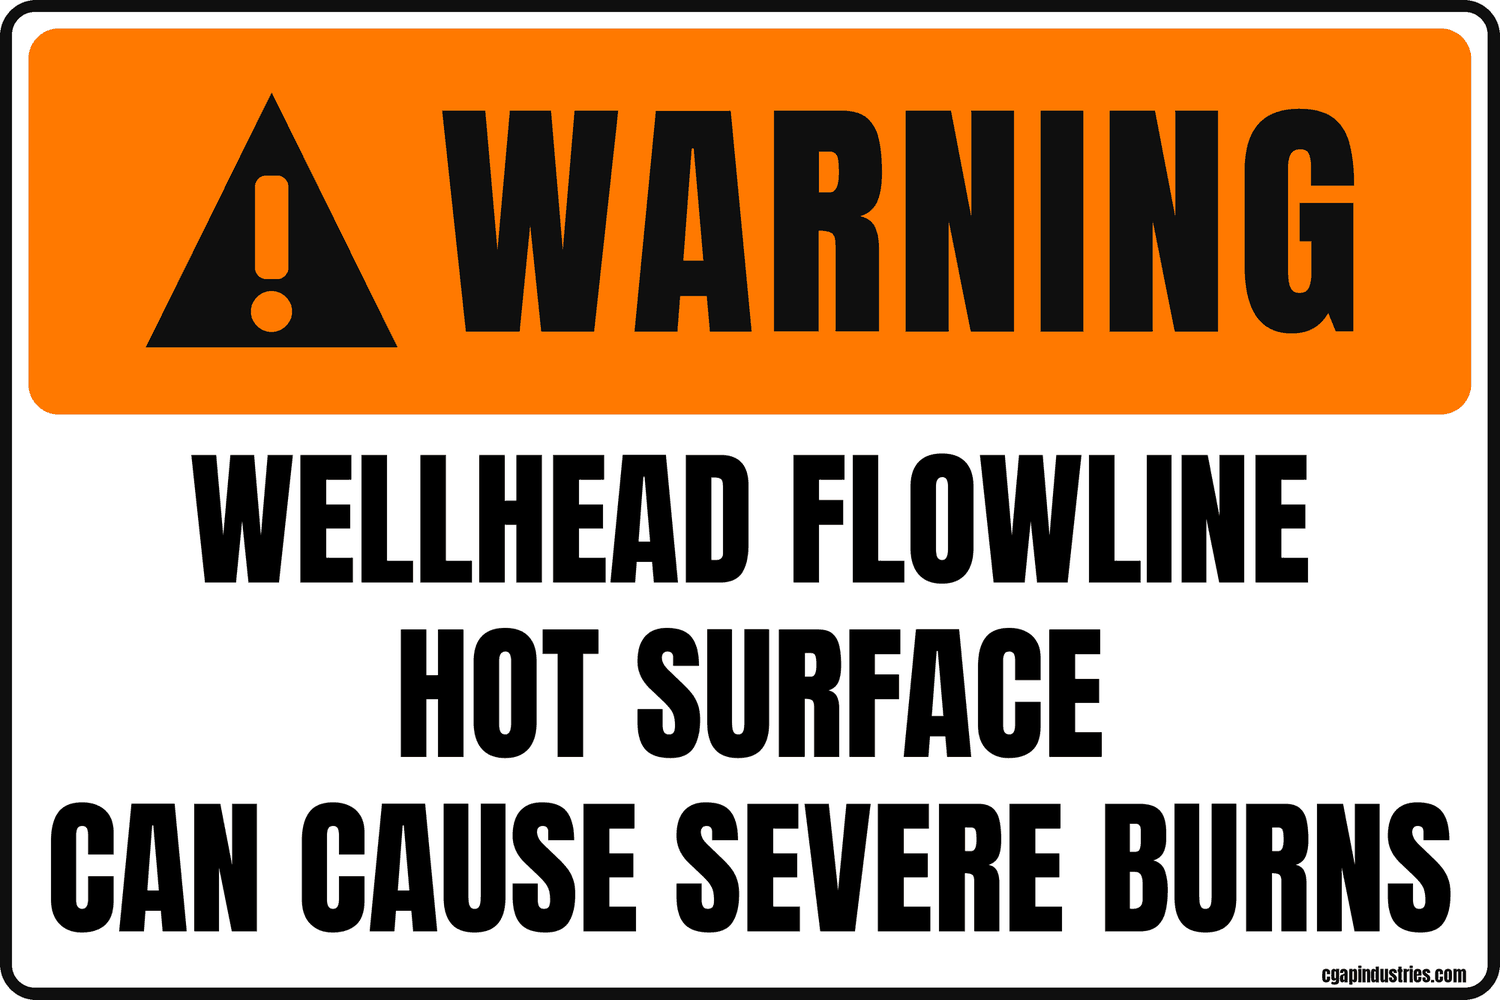 WARNING
WELLHEAD FLOWLINE
HOT SURFACE
CAN CAUSE SEVERE BURNS
cgapindustries.com